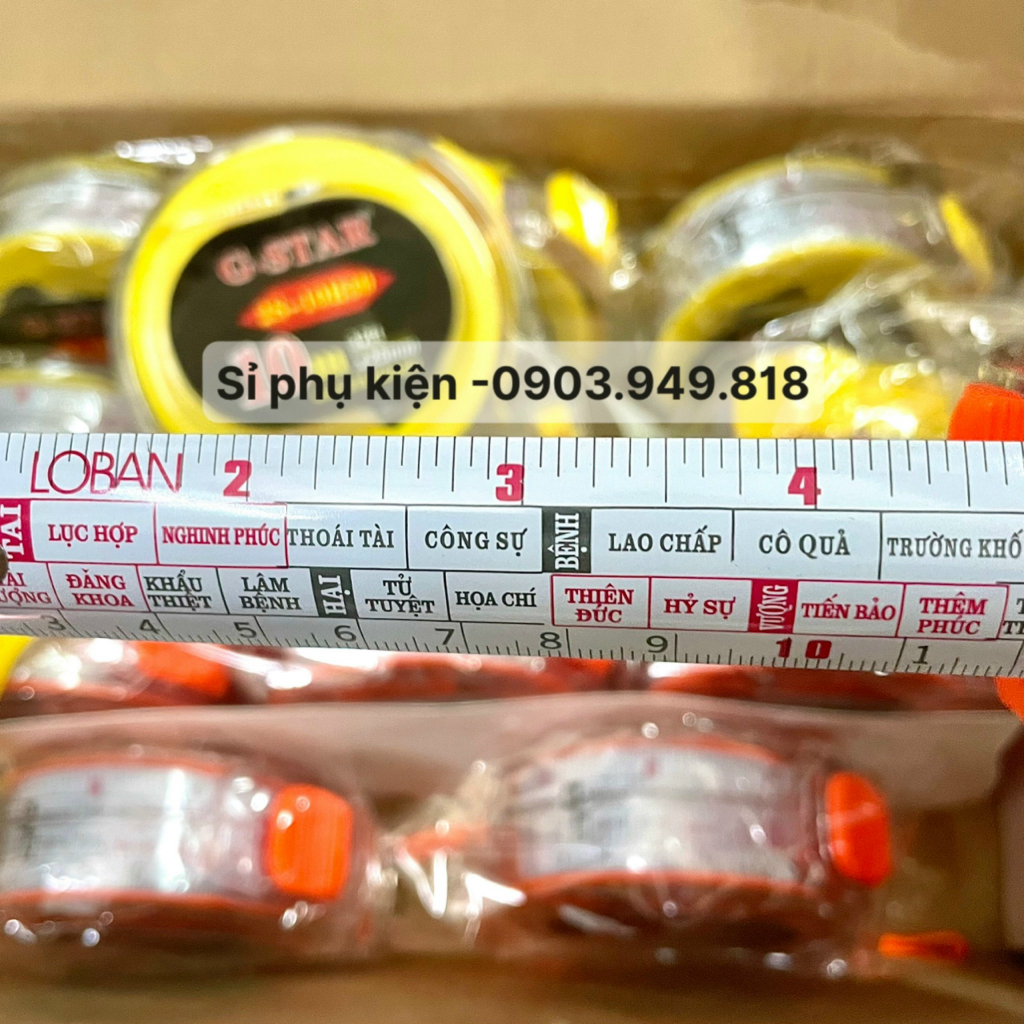 G-STAR
10
Sỉ phụ kiện -0903.949.818
LOBAN 2 3 4
TÀI LỤC HỢP NGHINH PHÚC THOÁI TÀI CÔNG SỰ BỆNH LAO CHẤP CÔ QUẢ TRƯỜNG KHỐ
ĐĂNG KHOA KHẨU THIỆT LÂM BỆNH HẠI TỬ TUYỆT HỌA CHÍ THIÊN ĐỨC HỶ SỰ VƯỢNG TIẾN BẢO THÊM PHÚC
3 4 5 6 7 8 9 10 1